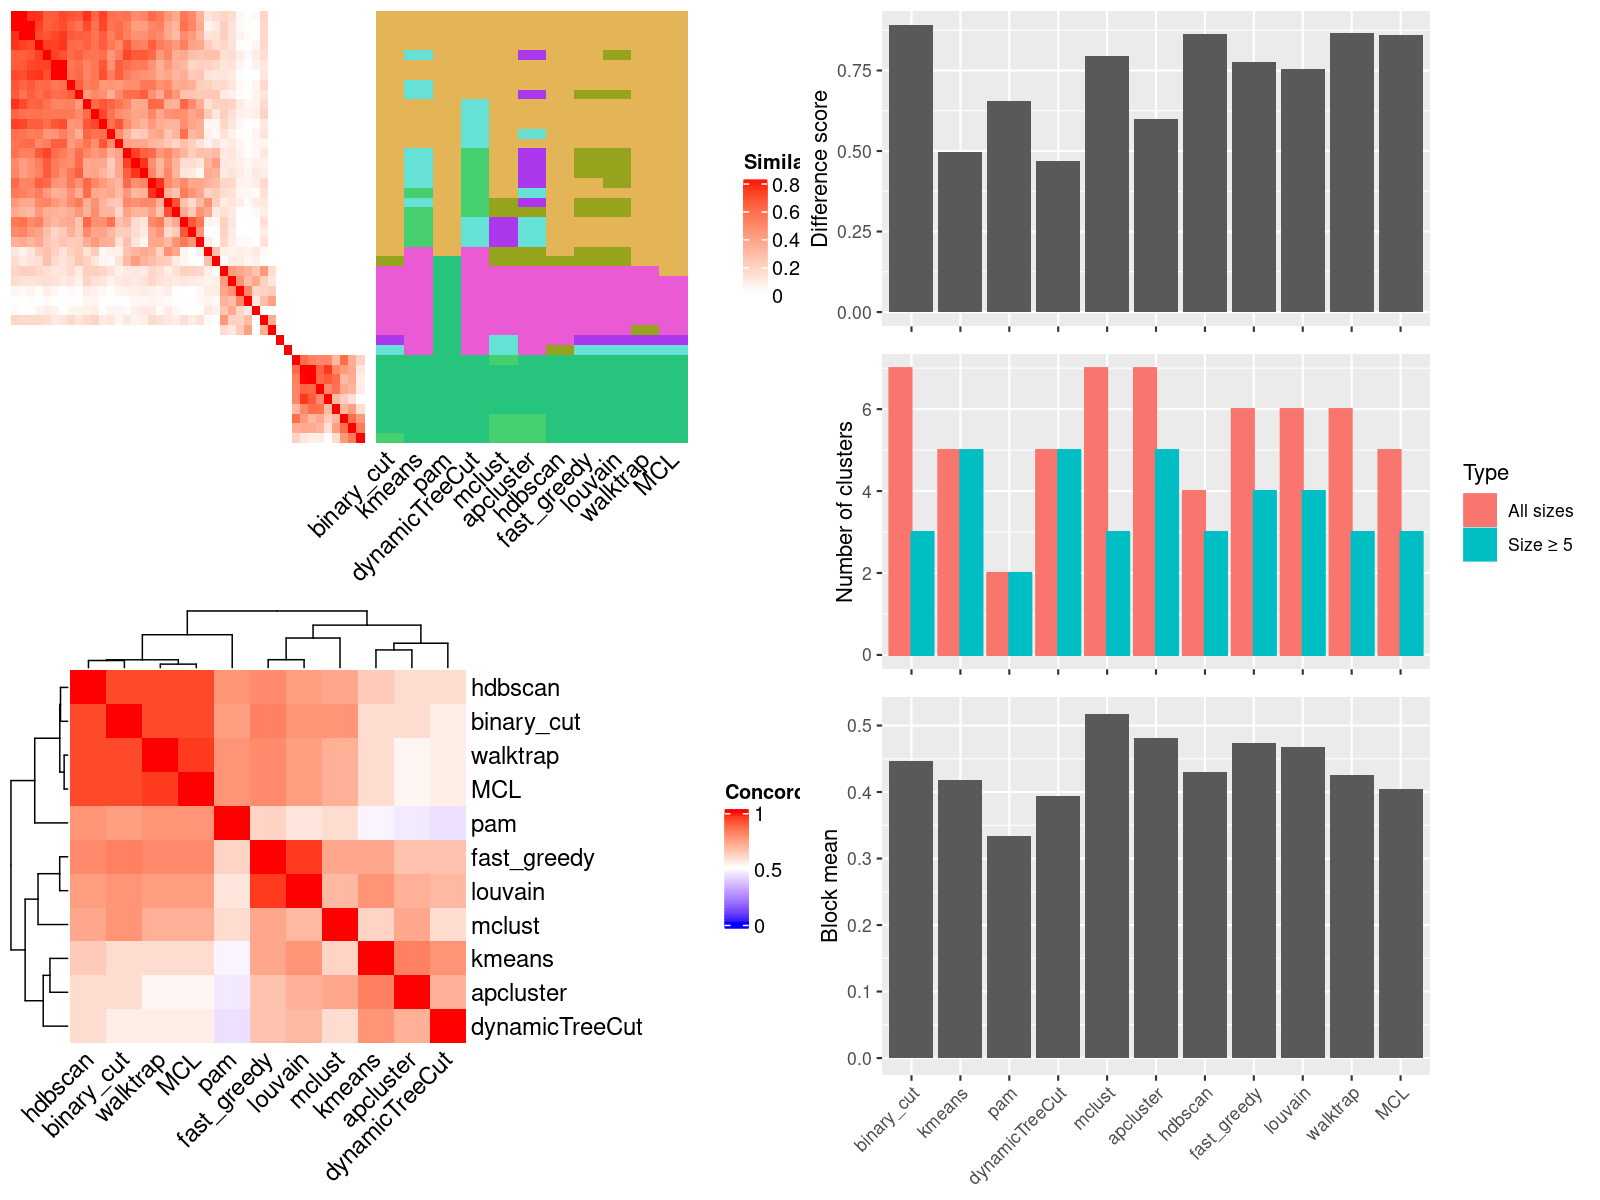 Simila
0.8
0.6
0.4
0.2
0
binary_cut
kmeans
pam
dynamicTreeCut
mclust
apcluster
hdbscan
fast_greedy
louvain
walktrap
MCL
hdbscan
binary_cut
walktrap
MCL
pam
fast_greedy
louvain
mclust
kmeans
apcluster
dynamicTreeCut
hdbscan
binary_cut
walktrap
MCL
pam
fast_greedy
louvain
mclust
kmeans
apcluster
dynamicTreeCut
Concord
1
0.5
0
Difference score
0.75
0.50
0.25
0.00
Number of clusters
6
4
2
0
Type
All sizes
Size ≥ 5
Block mean
0.5
0.4
0.3
0.2
0.1
0.0
binary_cut
kmeans
pam
dynamicTreeCut
mclust
apcluster
hdbscan
fast_greedy
louvain
walktrap
MCL